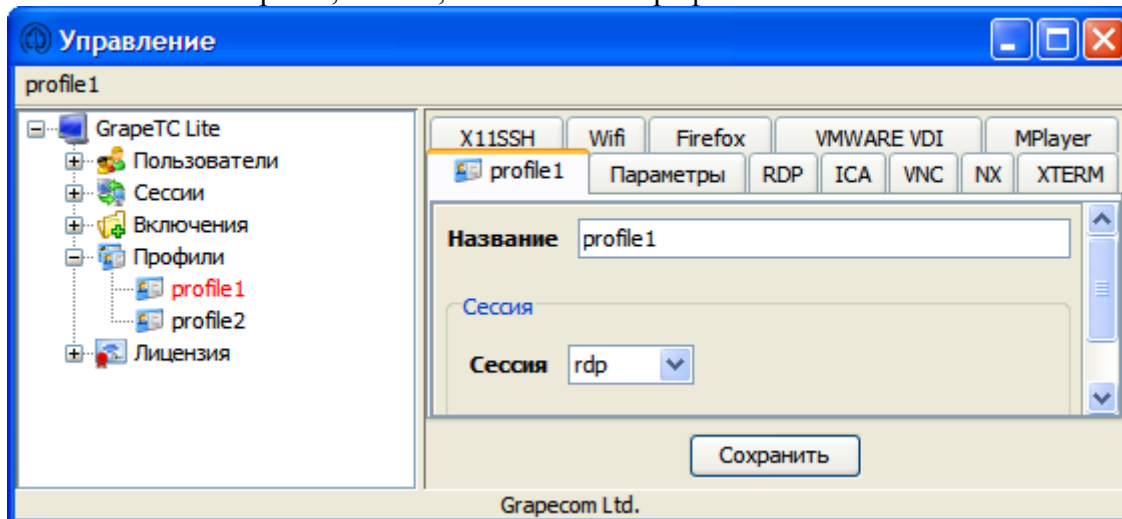 Управление
profile1
GrapeTC Lite
Пользователи
Сессии
Включения
Профили
profile1
profile2
Лицензия
X11SSH Wifi Firefox VMWARE VDI MPlayer
profile1 Параметры RDP ICA VNC NX XTERM
Название profile1
Сессия
Сессия rdp
Сохранить
Grapecom Ltd.